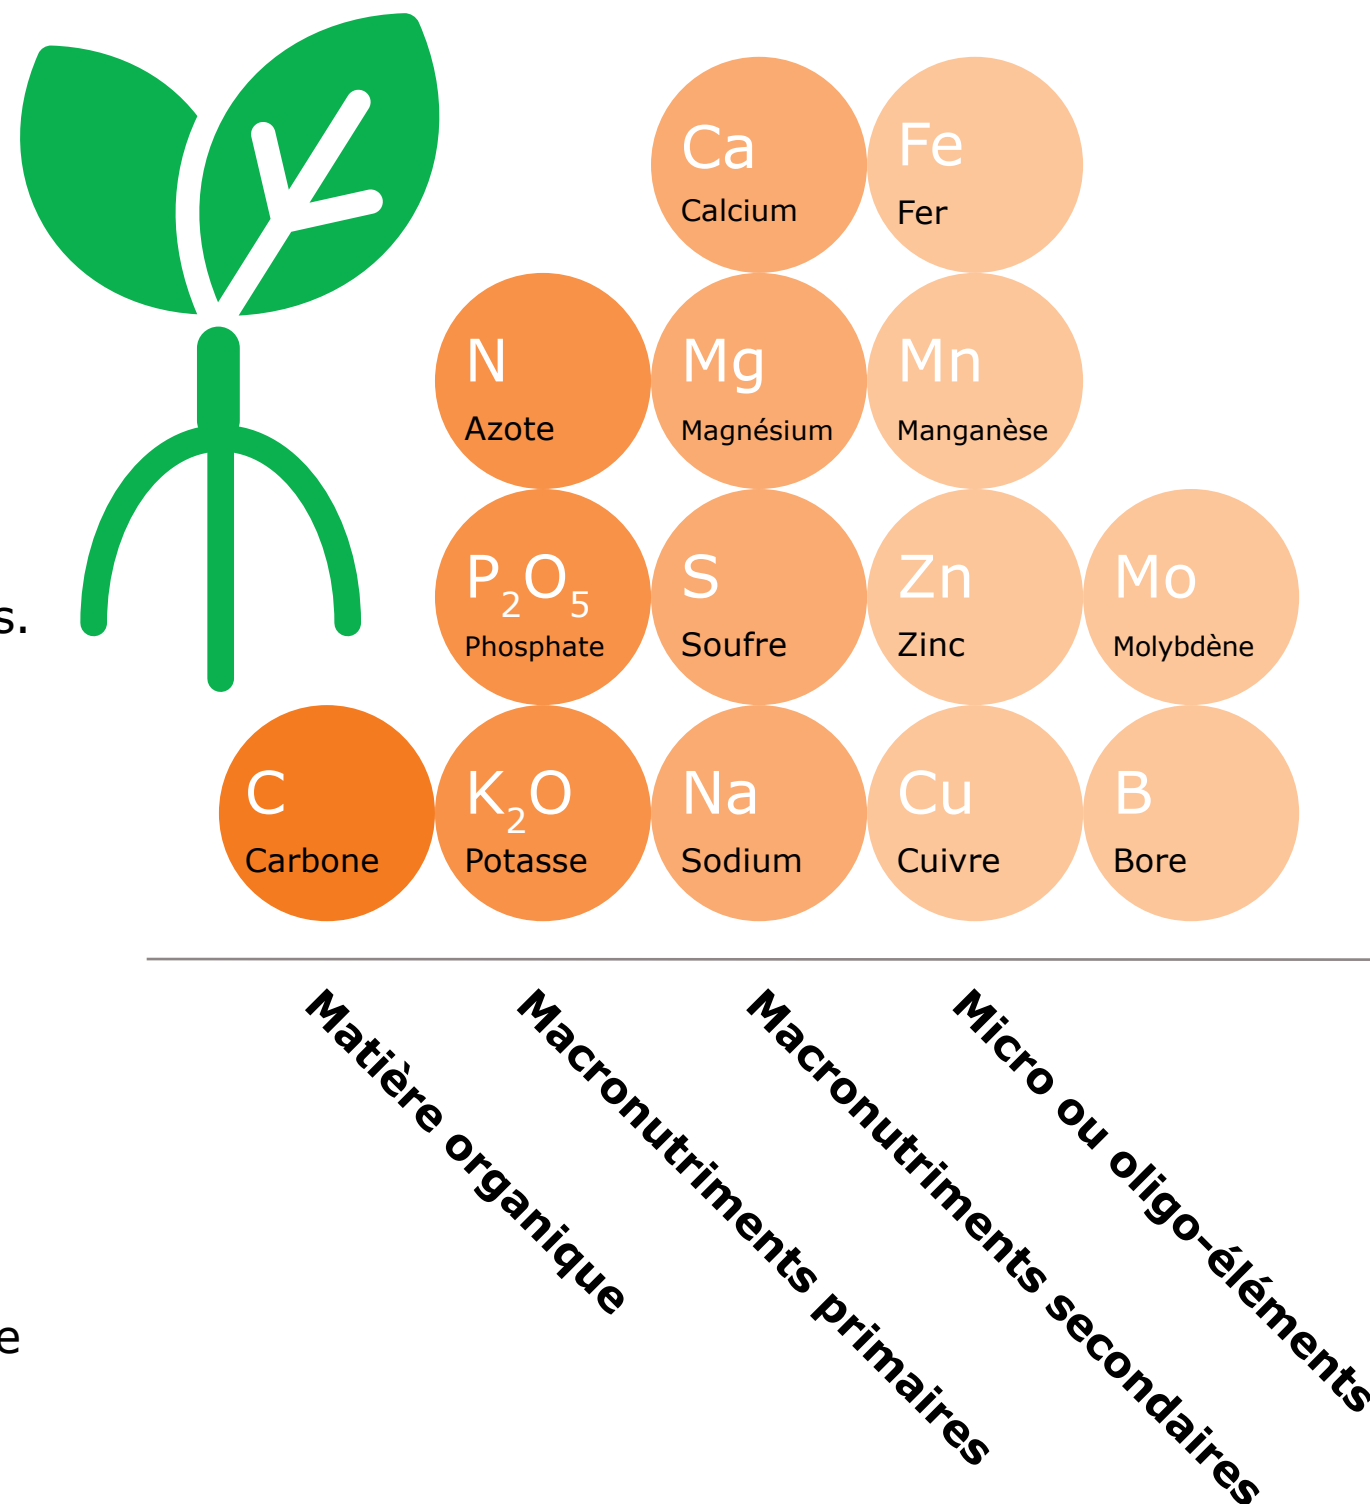 Ca
Calcium
Fe
Fer
N
Azote
Mg
Magnésium
Mn
Manganèse
P₂O₅
Phosphate
S
Soufre
Zn
Zinc
Mo
Molybdène
s.
C
Carbone
K₂O
Potasse
Na
Sodium
Cu
Cuivre
B
Bore
Matière organique
Macronutriments primaires
Macronutriments secondaires
Micro ou oligo-éléments
e